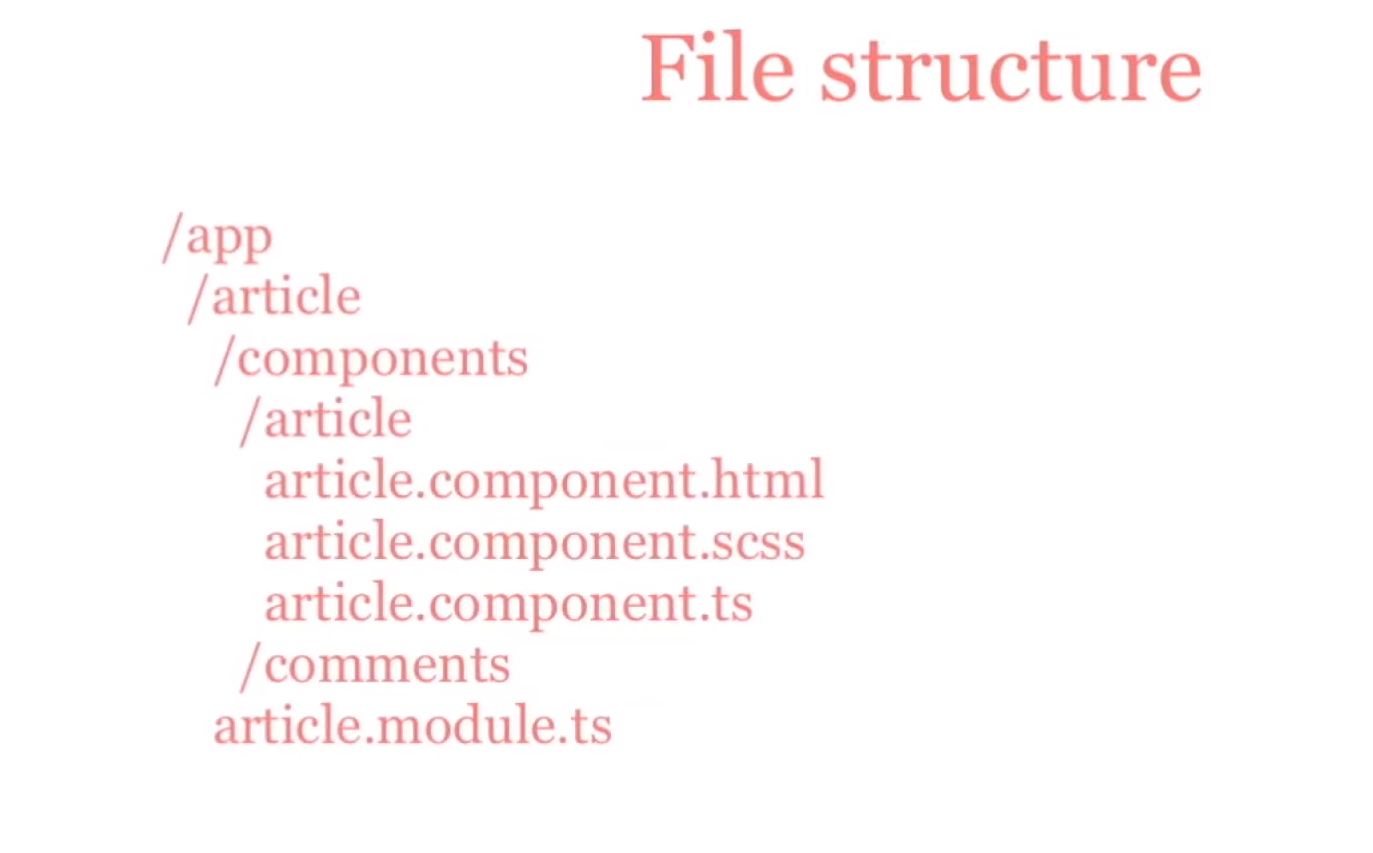 File structure
/app
/article
/components
/article
article.component.html
article.component.scss
article.component.ts
/comments
article.module.ts